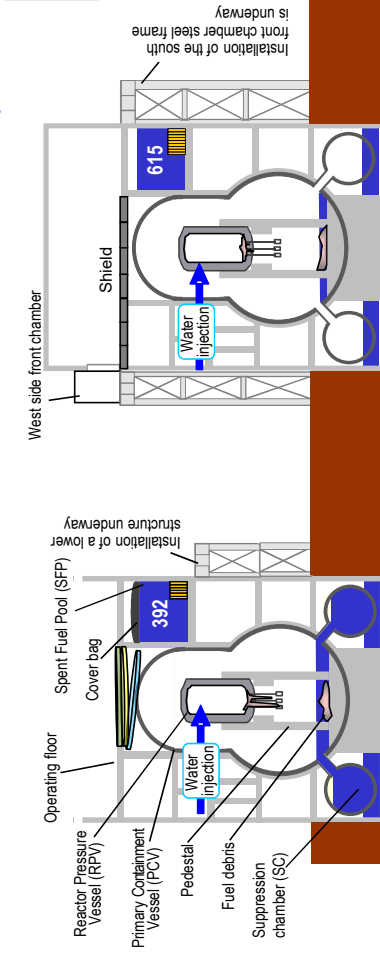 Installation of the south
front chamber steel frame
is underway
615
Shield
West side front chamber
Water
injection
Installation of a lower
structure underway
Spent Fuel Pool (SFP)
Cover bag
392
Operating floor
Reactor Pressure
Vessel (RPV)
Primary Containment
Vessel (PCV)
Water
injection
Pedestal
Fuel debris
Suppression
chamber (SC)